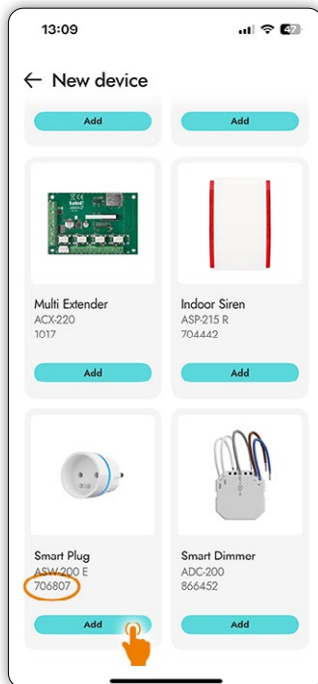 13:09
47
New device
Add Add
Multi Extender
ACX-220
1017
Indoor Siren
ASP-215 R
704442
Add Add
Smart Plug
ASW-200 E
706807
Smart Dimmer
ADC-200
866452
Add Add